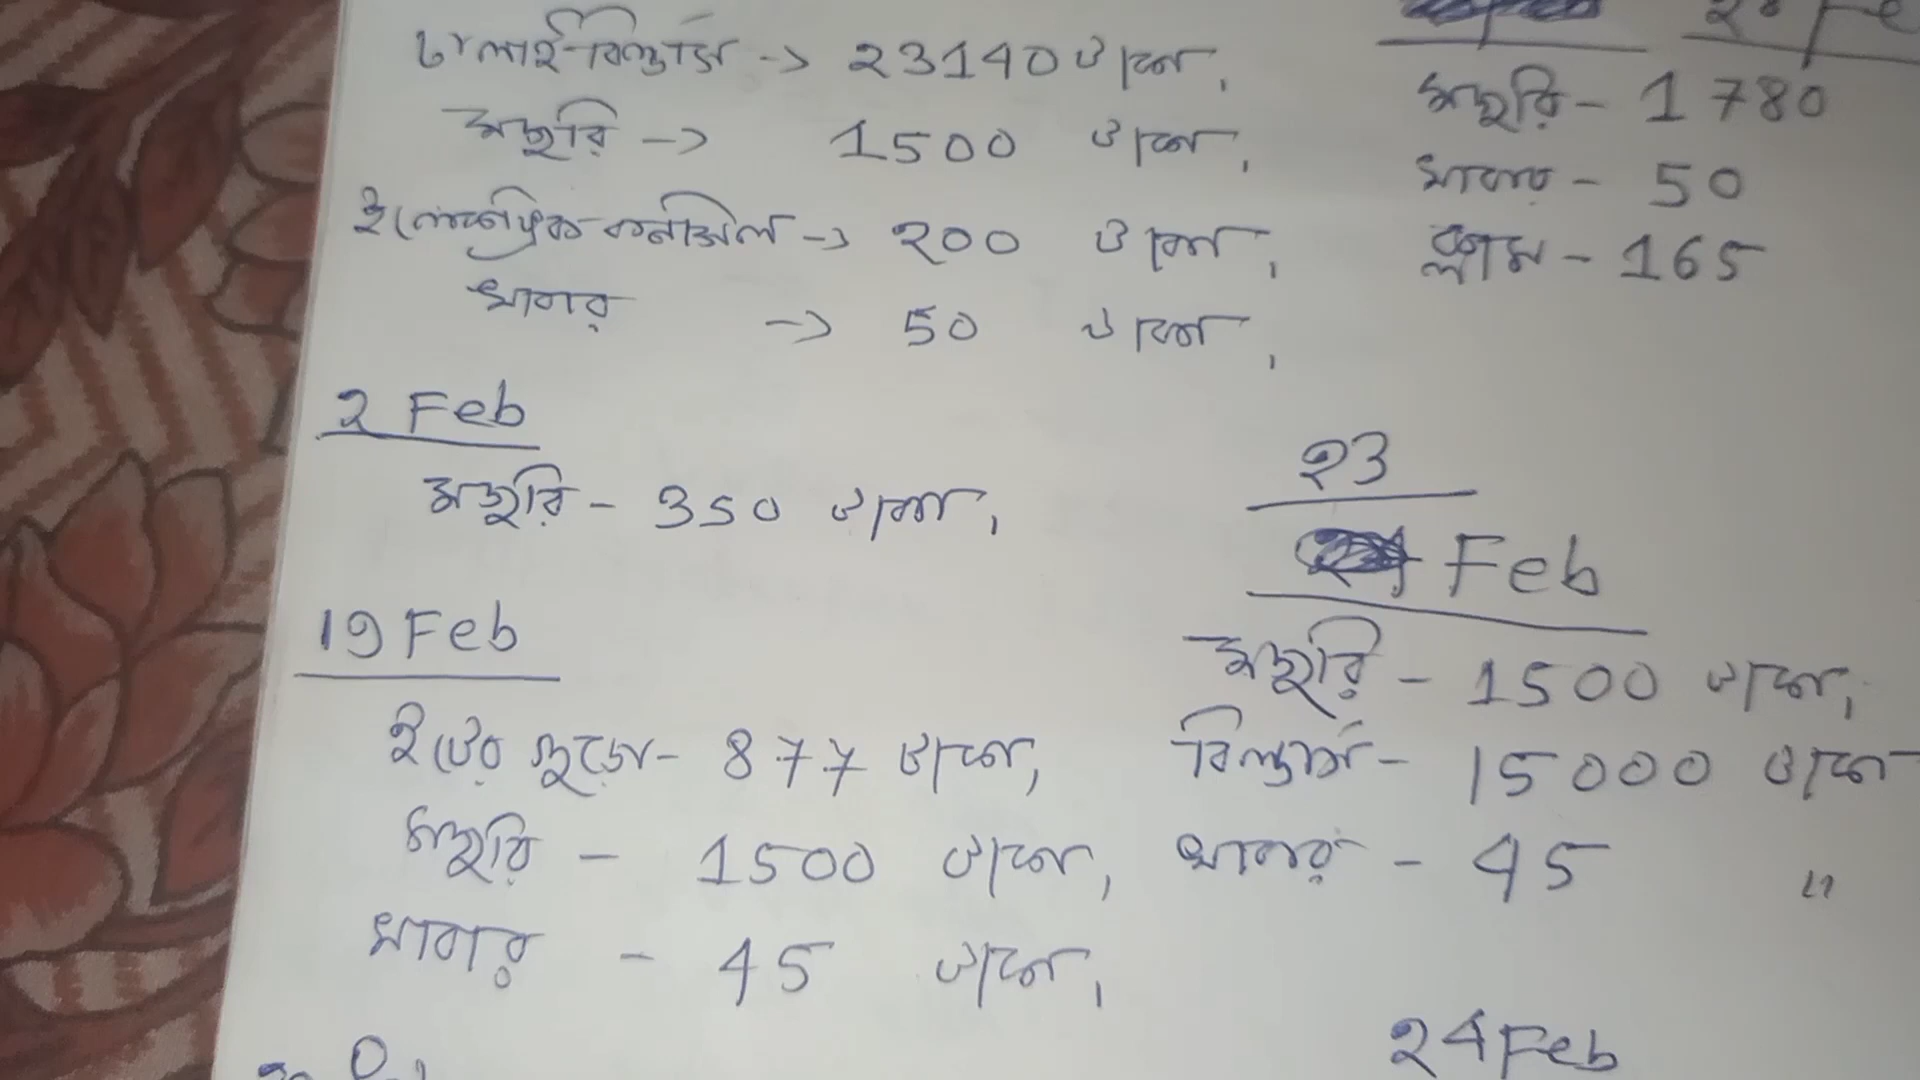 ঢালাই-বিল্ডার্স -> 23140 টাকা,
মজুরি -> 1500 টাকা,
ইলেকট্রিক কনসিল -> 200 টাকা,
খাবার -> 50 টাকা,
2 Feb
মজুরি - 350 টাকা,
19 Feb
ইটের গুড়ো - 877 টাকা,
মজুরি - 1500 টাকা,
খাবার - 45 টাকা,
মজুরি - 1780
খাবার - 50
- 165
23
Feb
মজুরি - 1500 টাকা,
বিল্ডার্স - 15000 টাকা
খাবার - 45 "
24 Feb